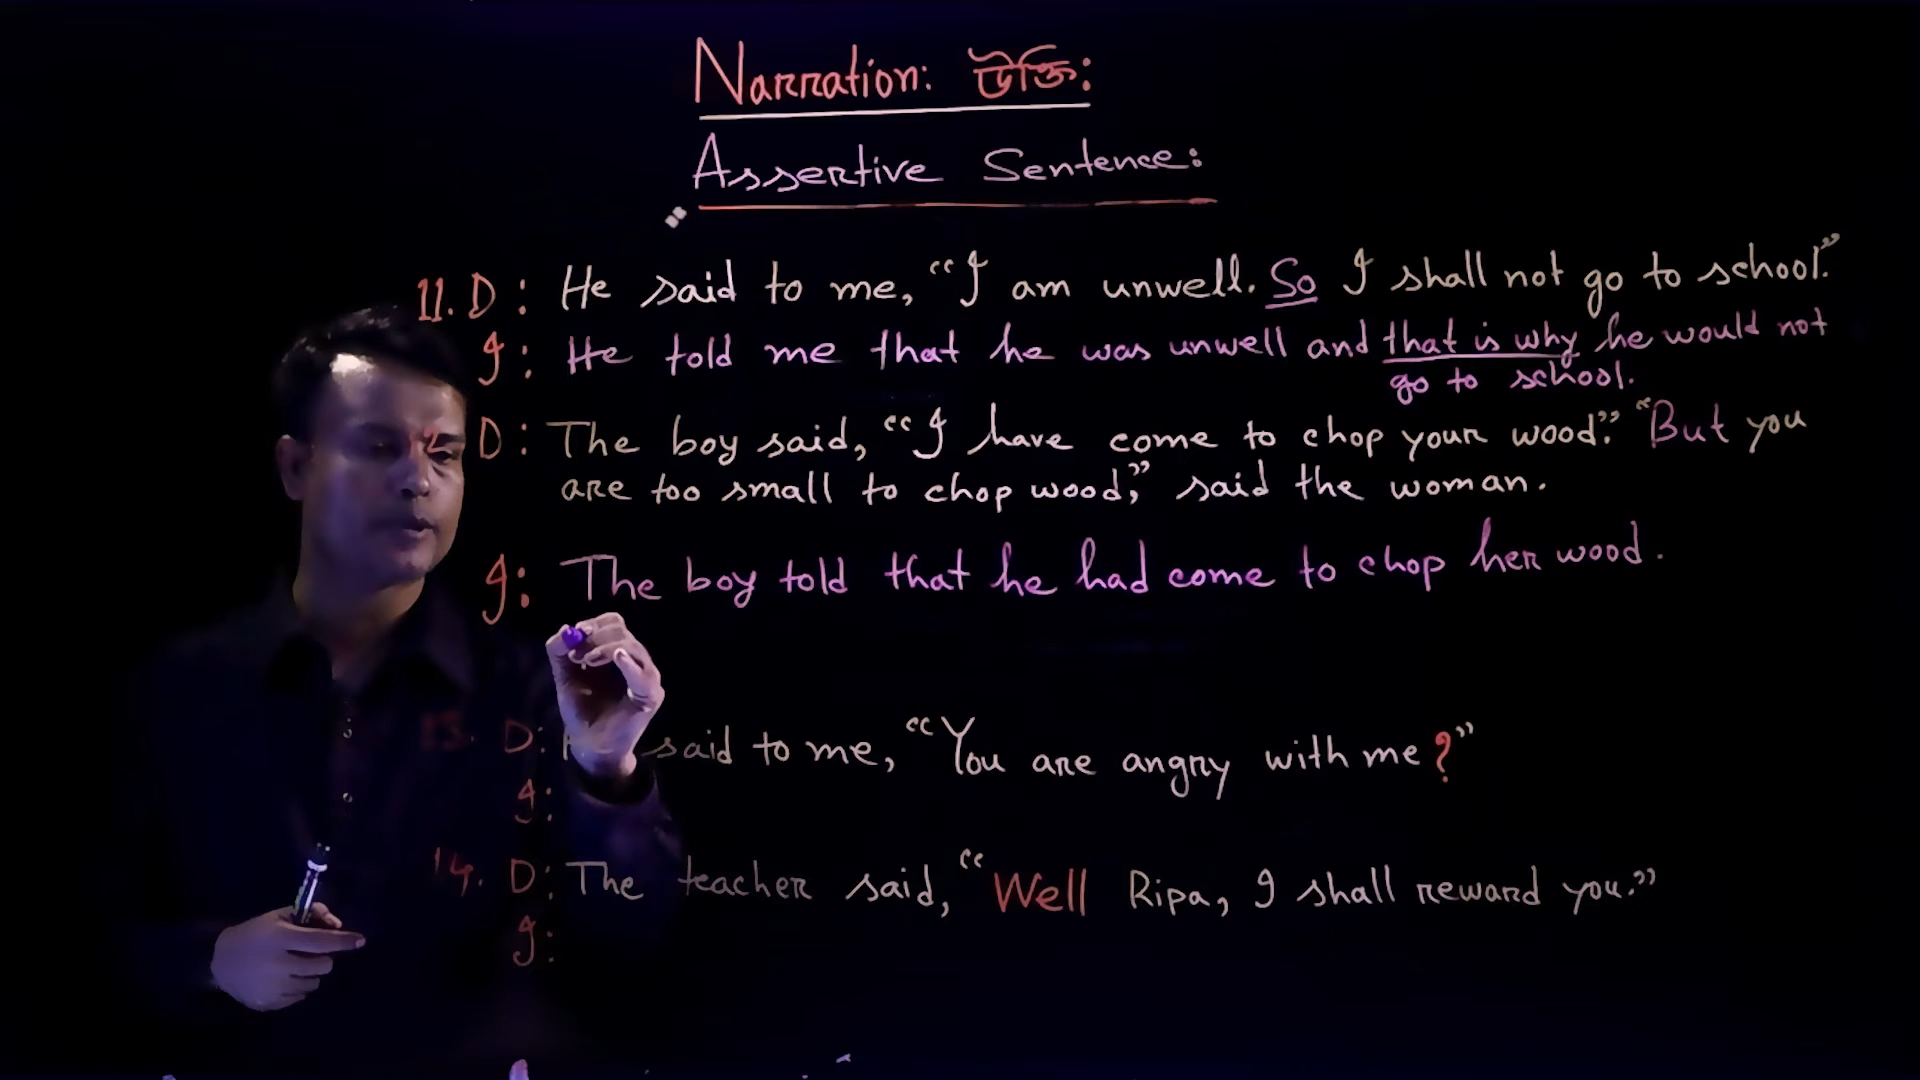 Narration: উক্তি:
Assertive Sentence:
11. D: He said to me, “I am unwell. So I shall not go to school.”
I: He told me that he was unwell and that is why he would not
go to school.
D: The boy said, “I have come to chop your wood.” “But you
are too small to chop wood,” said the woman.
I: The boy told that he had come to chop her wood.
13. D: said to me, “You are angry with me?”
I:
14. D: The teacher said, “Well Ripa, I shall reward you.”
I: